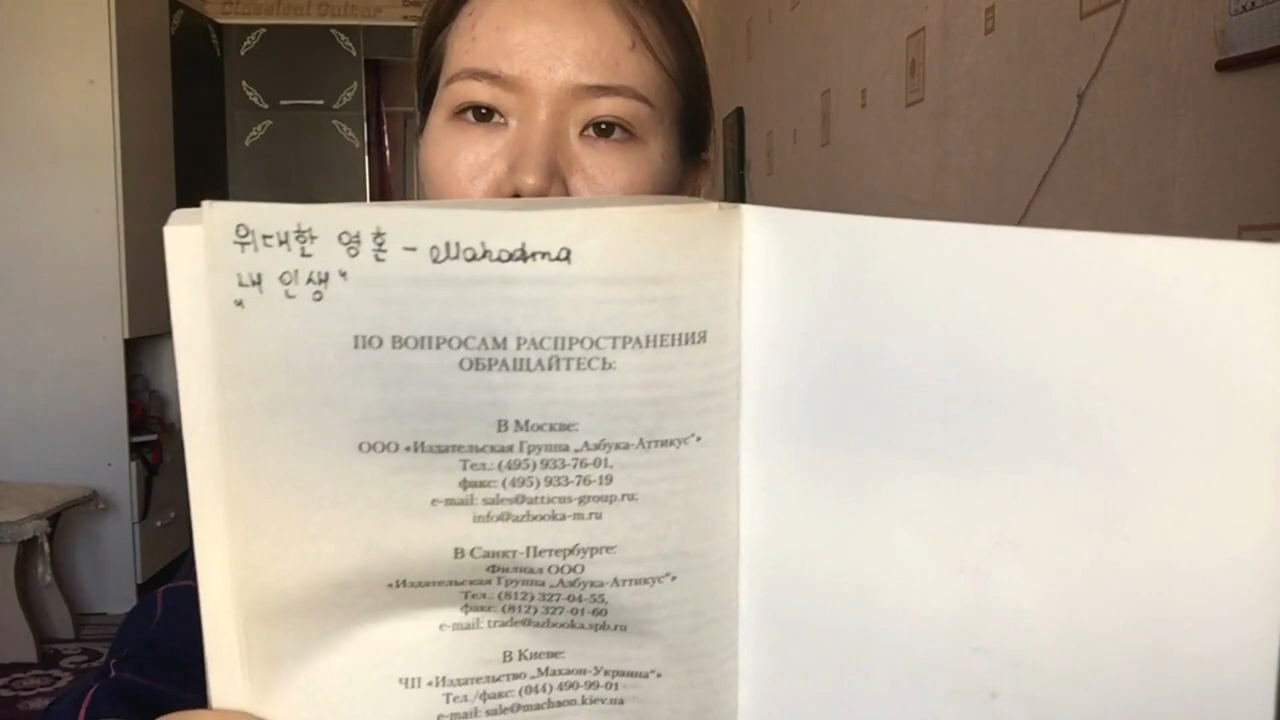 Classical Guitar
위대한 영혼 - Mahadma
"내 인생"
ПО ВОПРОСАМ РАСПРОСТРАНЕНИЯ
ОБРАЩАЙТЕСЬ:
В Москве:
ООО «Издательская Группа „Азбука-Аттикус“»
Тел.: (495) 933-76-01,
факс: (495) 933-76-19
e-mail: sales@atticus-group.ru;
info@azbooka-m.ru
В Санкт-Петербурге:
Филиал ООО
«Издательская Группа „Азбука-Аттикус“»
Тел.: (812) 327-04-55,
факс: (812) 327-01-60
e-mail: trade@azbooka.spb.ru
В Киеве:
ЧП «Издательство „Махаон-Украина“»
Тел./факс: (044) 490-99-01
e-mail: sale@machaon.kiev.ua